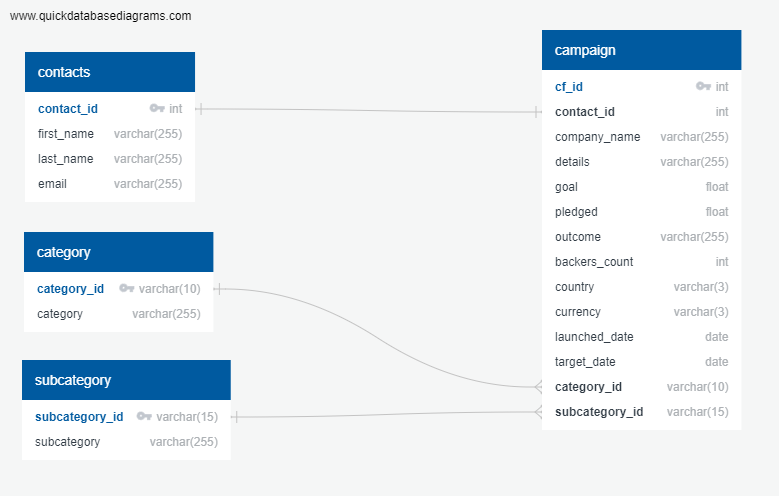 www.quickdatabasediagrams.com
contacts
contact_id int
first_name varchar(255)
last_name varchar(255)
email varchar(255)
category
category_id varchar(10)
category varchar(255)
subcategory
subcategory_id varchar(15)
subcategory varchar(255)
campaign
cf_id int
contact_id int
company_name varchar(255)
details varchar(255)
goal float
pledged float
outcome varchar(255)
backers_count int
country varchar(3)
currency varchar(3)
launched_date date
target_date date
category_id varchar(10)
subcategory_id varchar(15)